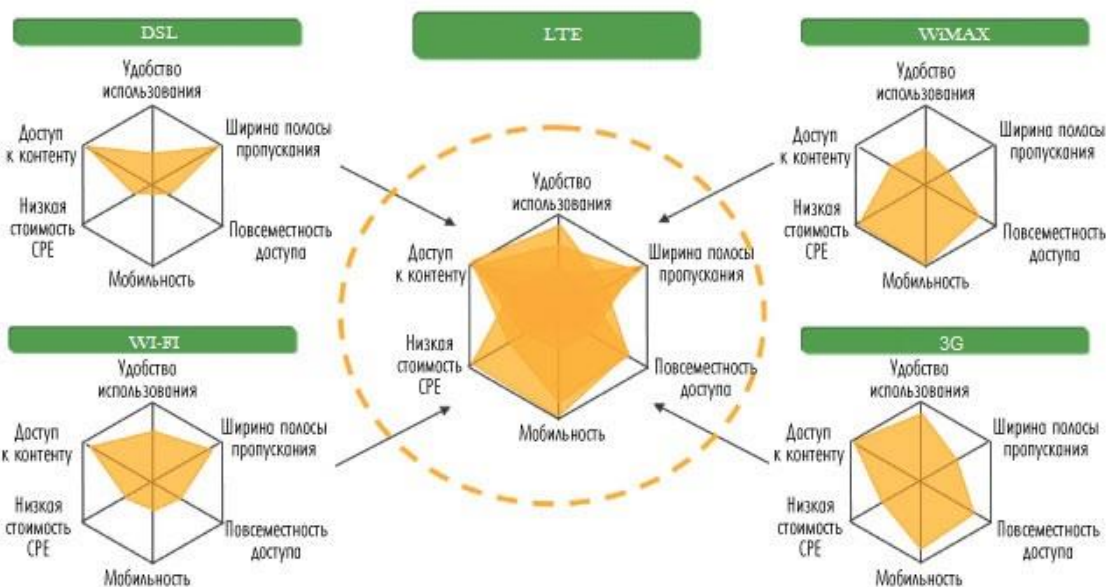 DSL
Удобство
использования
Доступ
к контенту
Ширина полосы
пропускания
Низкая
стоимость
CPE
Повсеместность
доступа
Мобильность
LTE
Удобство
использования
Доступ
к контенту
Ширина полосы
пропускания
Низкая
стоимость
CPE
Повсеместность
доступа
Мобильность
WiMAX
Удобство
использования
Доступ
к контенту
Ширина полосы
пропускания
Низкая
стоимость
CPE
Повсеместность
доступа
Мобильность
WI-FI
Удобство
использования
Доступ
к контенту
Ширина полосы
пропускания
Низкая
стоимость
CPE
Повсеместность
доступа
Мобильность
3G
Удобство
использования
Доступ
к контенту
Ширина полосы
пропускания
Низкая
стоимость
CPE
Повсеместность
доступа
Мобильность